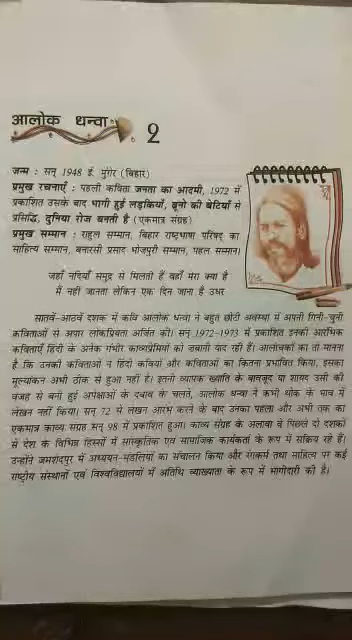 आलोक धन्वा
2
जन्म : सन् 1948 ई. मुंगेर (बिहार)
प्रमुख रचनाएँ : पहली कविता जनता का आदमी, 1972 में
प्रकाशित उसके बाद भागी हुई लड़कियाँ, ब्रूनो की बेटियाँ से
प्रसिद्धि, दुनिया रोज बनती है (एकमात्र संग्रह)
प्रमुख सम्मान : राहुल सम्मान, बिहार राष्ट्रभाषा परिषद् का
साहित्य सम्मान, बनारसी प्रसाद भोजपुरी सम्मान, पहल सम्मान।
जहाँ नदियाँ समुद्र से मिलती हैं वहाँ मेरा क्या है
मैं नहीं जानता लेकिन एक दिन जाना है उधर
सातवें-आठवें दशक में कवि आलोक धन्वा ने बहुत छोटी अवस्था में अपनी गिनी-चुनी
कविताओं से अपार लोकप्रियता अर्जित की। सन् 1972-1973 में प्रकाशित इनकी आरंभिक
कविताएँ हिंदी के अनेक गंभीर काव्यप्रेमियों को ज़बानी याद रही हैं। आलोचकों का तो मानना
है कि उनकी कविताओं ने हिंदी कवियों और कविताओं को कितना प्रभावित किया, इसका
मूल्यांकन अभी ठीक से हुआ नहीं है। इतनी व्यापक ख्याति के बावजूद या शायद उसी की
वजह से बनी हुई अपेक्षाओं के दबाव के चलते, आलोक धन्वा ने कभी थोक के भाव में
लेखन नहीं किया। सन् 72 से लेखन आरंभ करने के बाद उनका पहला और अभी तक का
एकमात्र काव्य संग्रह सन् 98 में प्रकाशित हुआ। काव्य संग्रह के अलावा वे पिछले दो दशकों
से देश के विभिन्न हिस्सों में सांस्कृतिक एवं सामाजिक कार्यकर्ता के रूप में सक्रिय रहे हैं।
उन्होंने जमशेदपुर में अध्ययन-मंडलियों का संचालन किया और रंगकर्म तथा साहित्य पर कई
राष्ट्रीय संस्थानों एवं विश्वविद्यालयों में अतिथि व्याख्याता के रूप में भागीदारी की है।